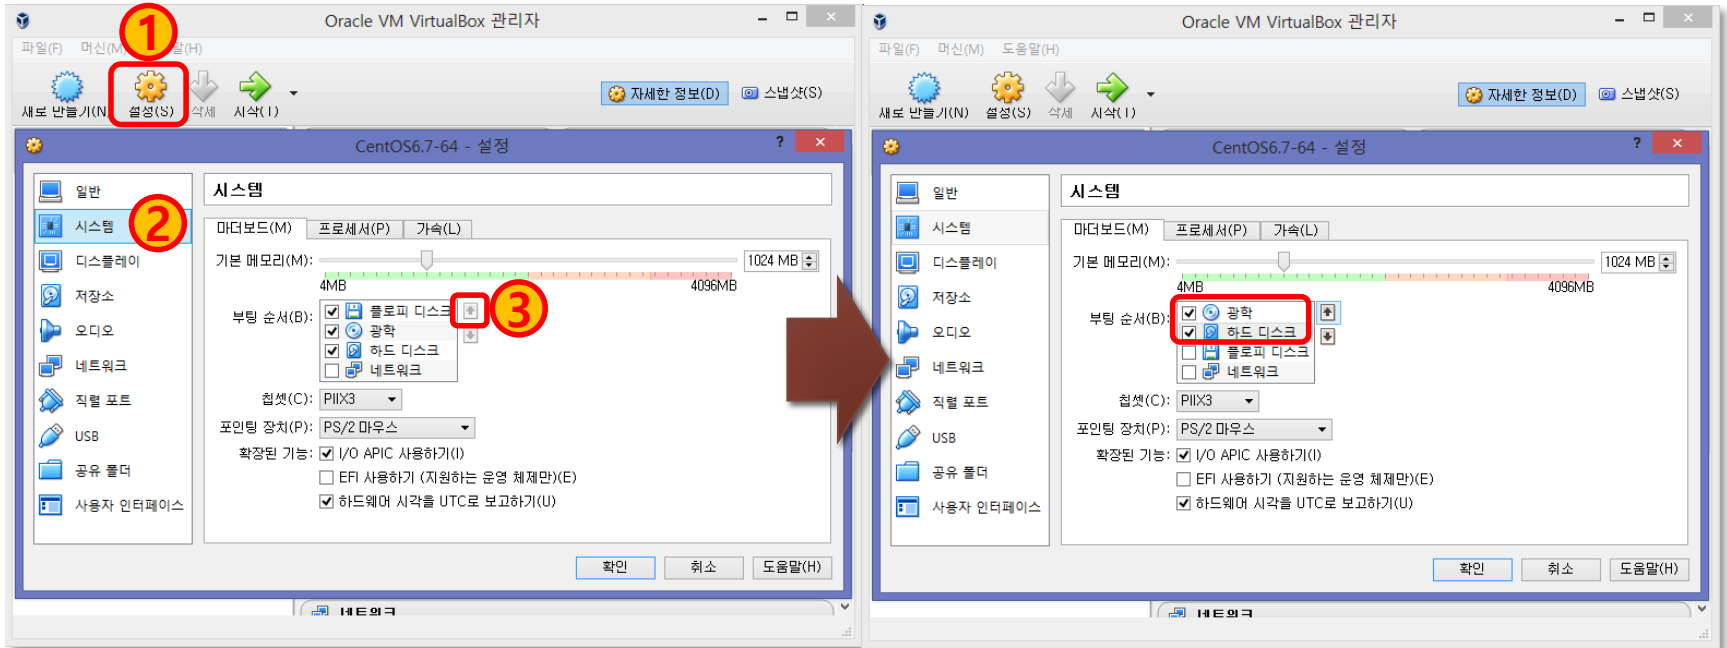 Oracle VM VirtualBox 관리자
파일(F) 머신(M) 말(H)
1
새로 만들기(N) 설정(S) 삭제 시작(T)
자세한 정보(D) 스냅샷(S)
CentOS6.7-64 - 설정
일반
시스템
디스플레이
저장소
오디오
네트워크
직렬 포트
USB
공유 폴더
사용자 인터페이스
2
시스템
마더보드(M) 프로세서(P) 가속(L)
기본 메모리(M): 1024 MB
4MB 4096MB
부팅 순서(B): 플로피 디스크
3
광학
하드 디스크
네트워크
칩셋(C): PIIX3
포인팅 장치(P): PS/2 마우스
확장된 기능: I/O APIC 사용하기(I)
EFI 사용하기 (지원하는 운영 체제만)(E)
하드웨어 시각을 UTC로 보고하기(U)
확인 취소 도움말(H)
네트워크
Oracle VM VirtualBox 관리자
파일(F) 머신(M) 도움말(H)
새로 만들기(N) 설정(S) 삭제 시작(T)
자세한 정보(D) 스냅샷(S)
CentOS6.7-64 - 설정
일반
시스템
디스플레이
저장소
오디오
네트워크
직렬 포트
USB
공유 폴더
사용자 인터페이스
시스템
마더보드(M) 프로세서(P) 가속(L)
기본 메모리(M): 1024 MB
4MB 4096MB
부팅 순서(B): 광학
하드 디스크
플로피 디스크
네트워크
칩셋(C): PIIX3
포인팅 장치(P): PS/2 마우스
확장된 기능: I/O APIC 사용하기(I)
EFI 사용하기 (지원하는 운영 체제만)(E)
하드웨어 시각을 UTC로 보고하기(U)
확인 취소 도움말(H)
네트워크